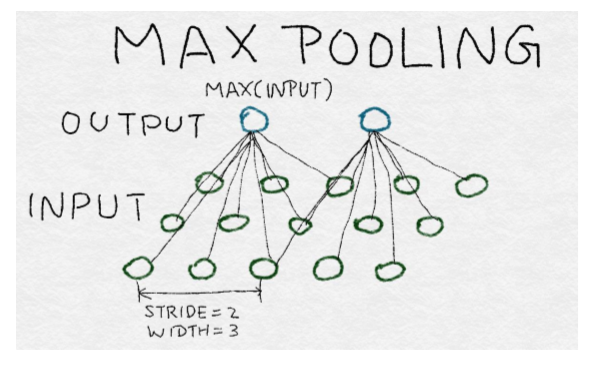 MAX POOLING
MAX(INPUT)
OUTPUT
INPUT
STRIDE=2
WIDTH=3